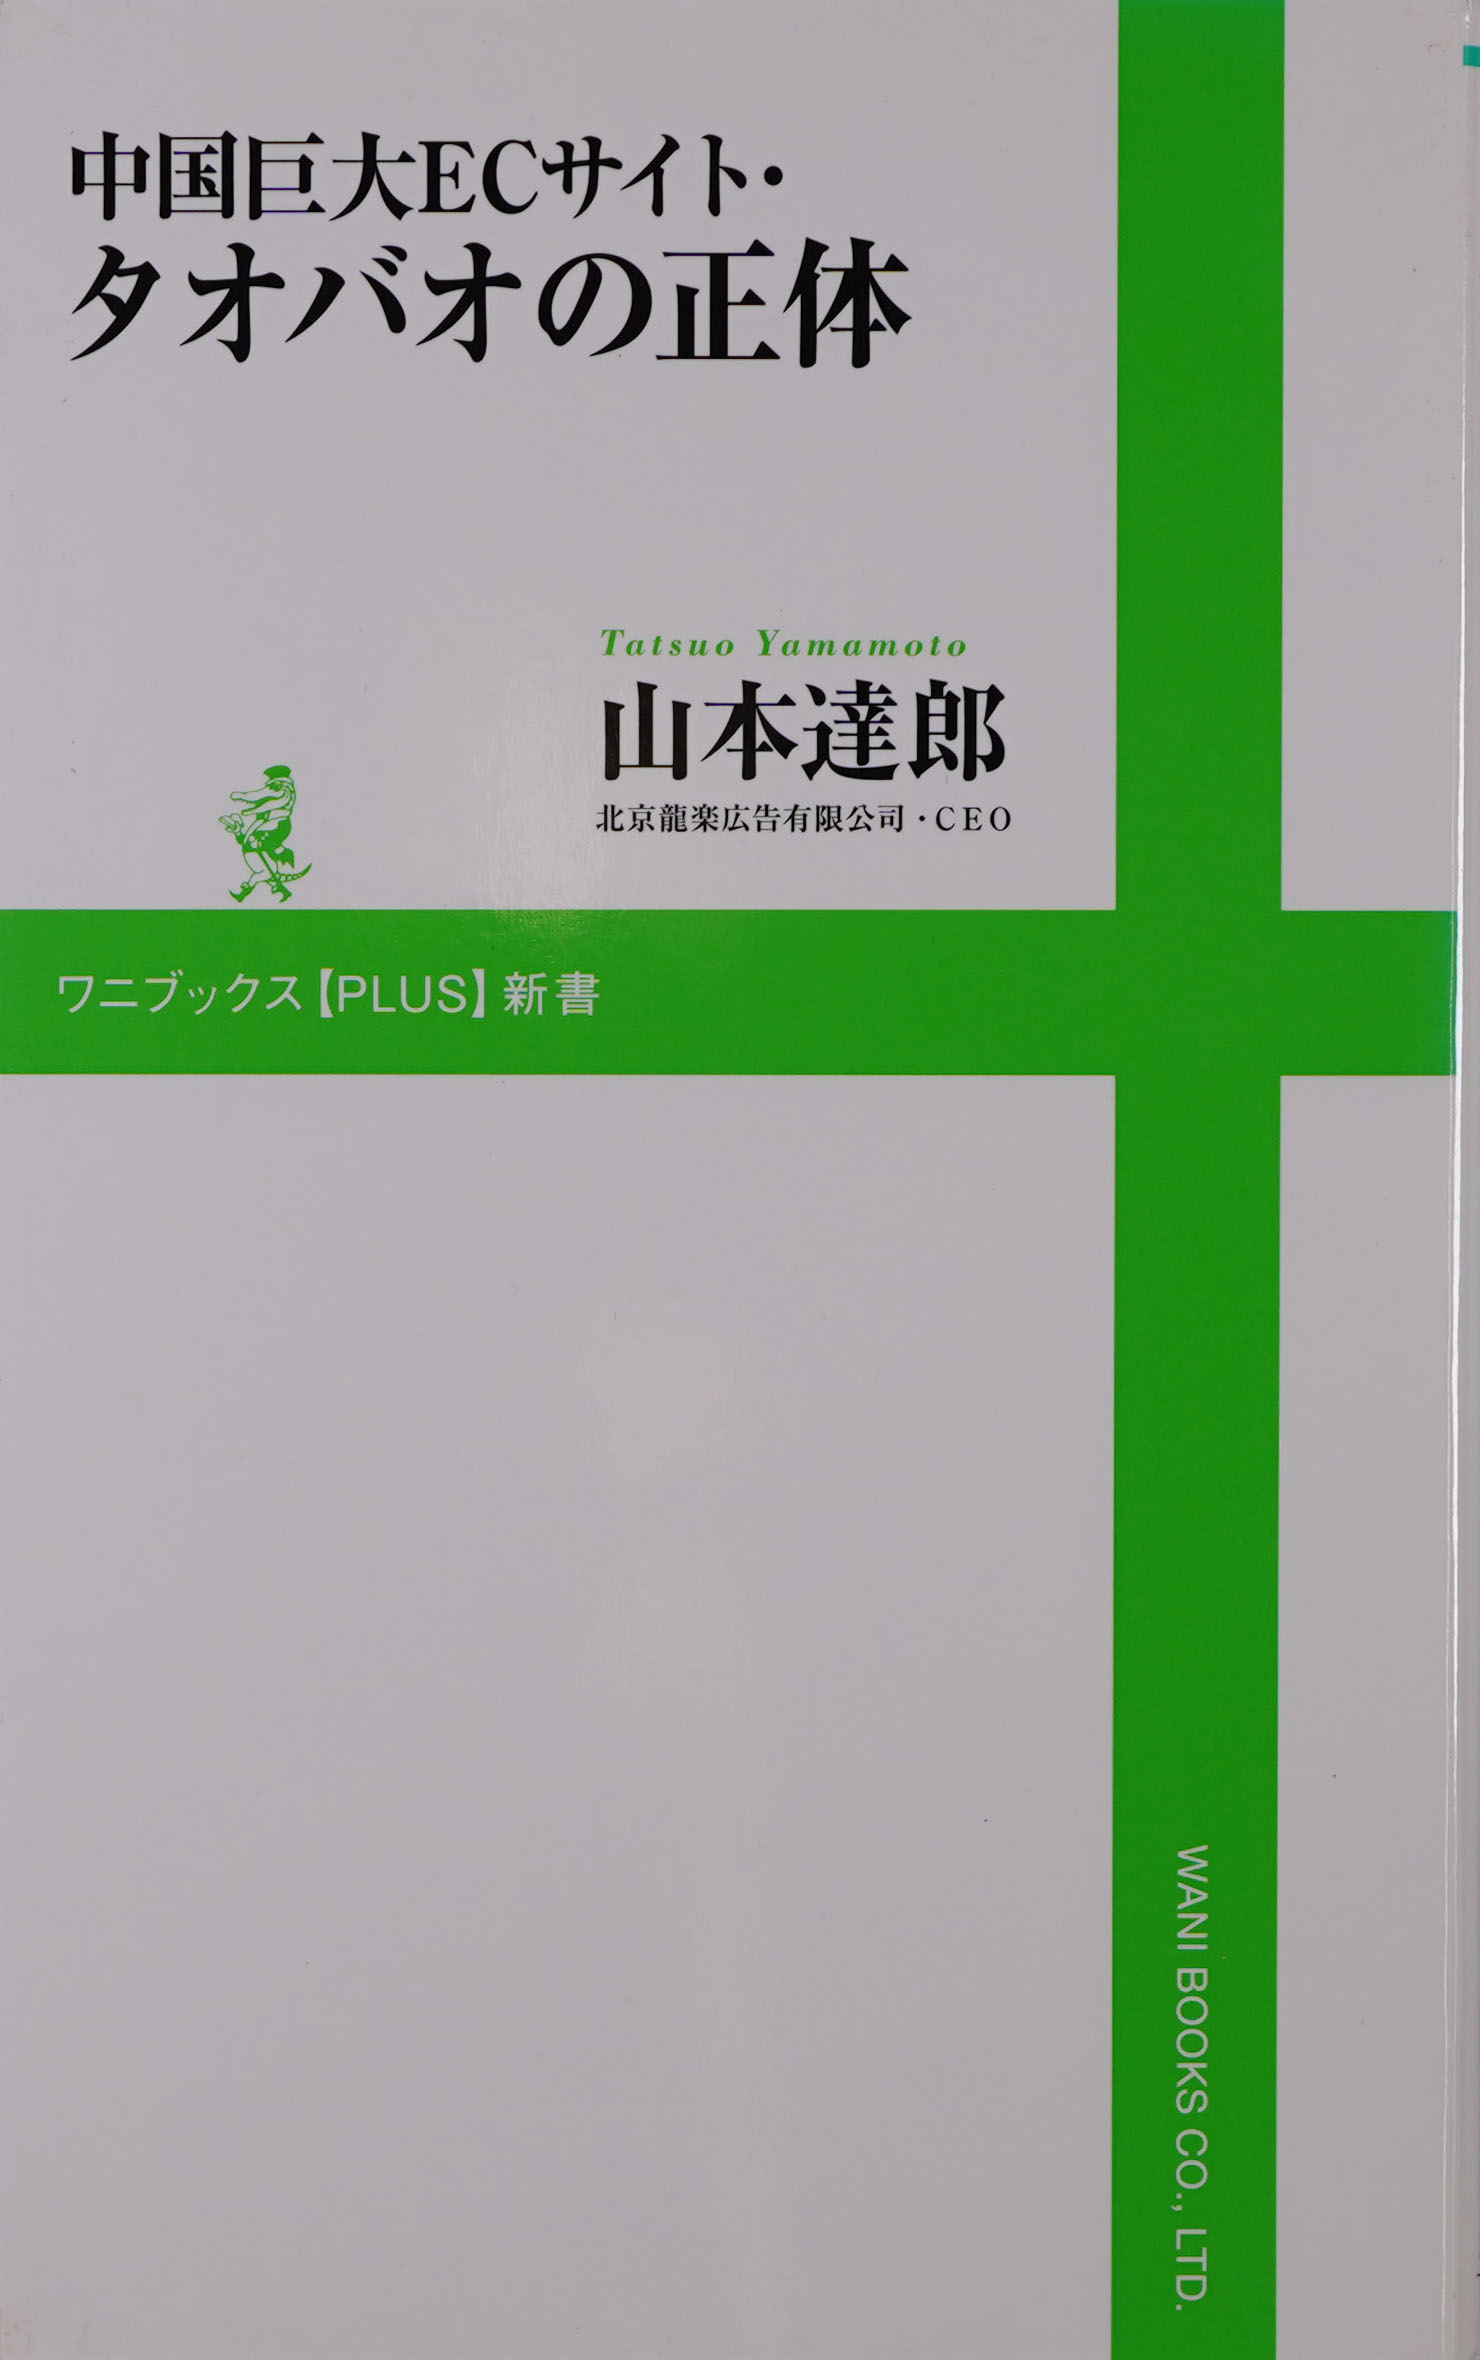 中国巨大ECサイト・
タオバオの正体
Tatsuo Yamamoto
山本達郎
北京龍楽広告有限公司・CEO
ワニブックス【PLUS】新書
WANI BOOKS CO., LTD.